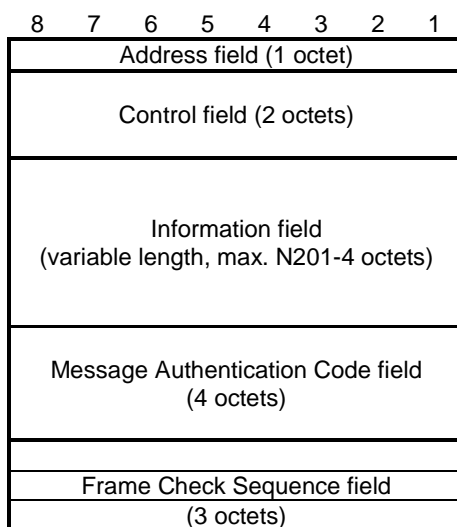 8 7 6 5 4 3 2 1
Address field (1 octet)
Control field (2 octets)
Information field
(variable length, max. N201-4 octets)
Message Authentication Code field
(4 octets)
Frame Check Sequence field
(3 octets)